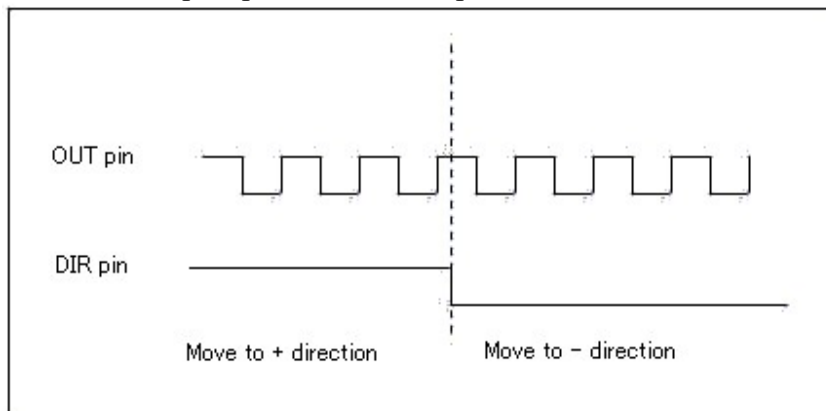 OUT pin
DIR pin
Move to + direction
Move to - direction